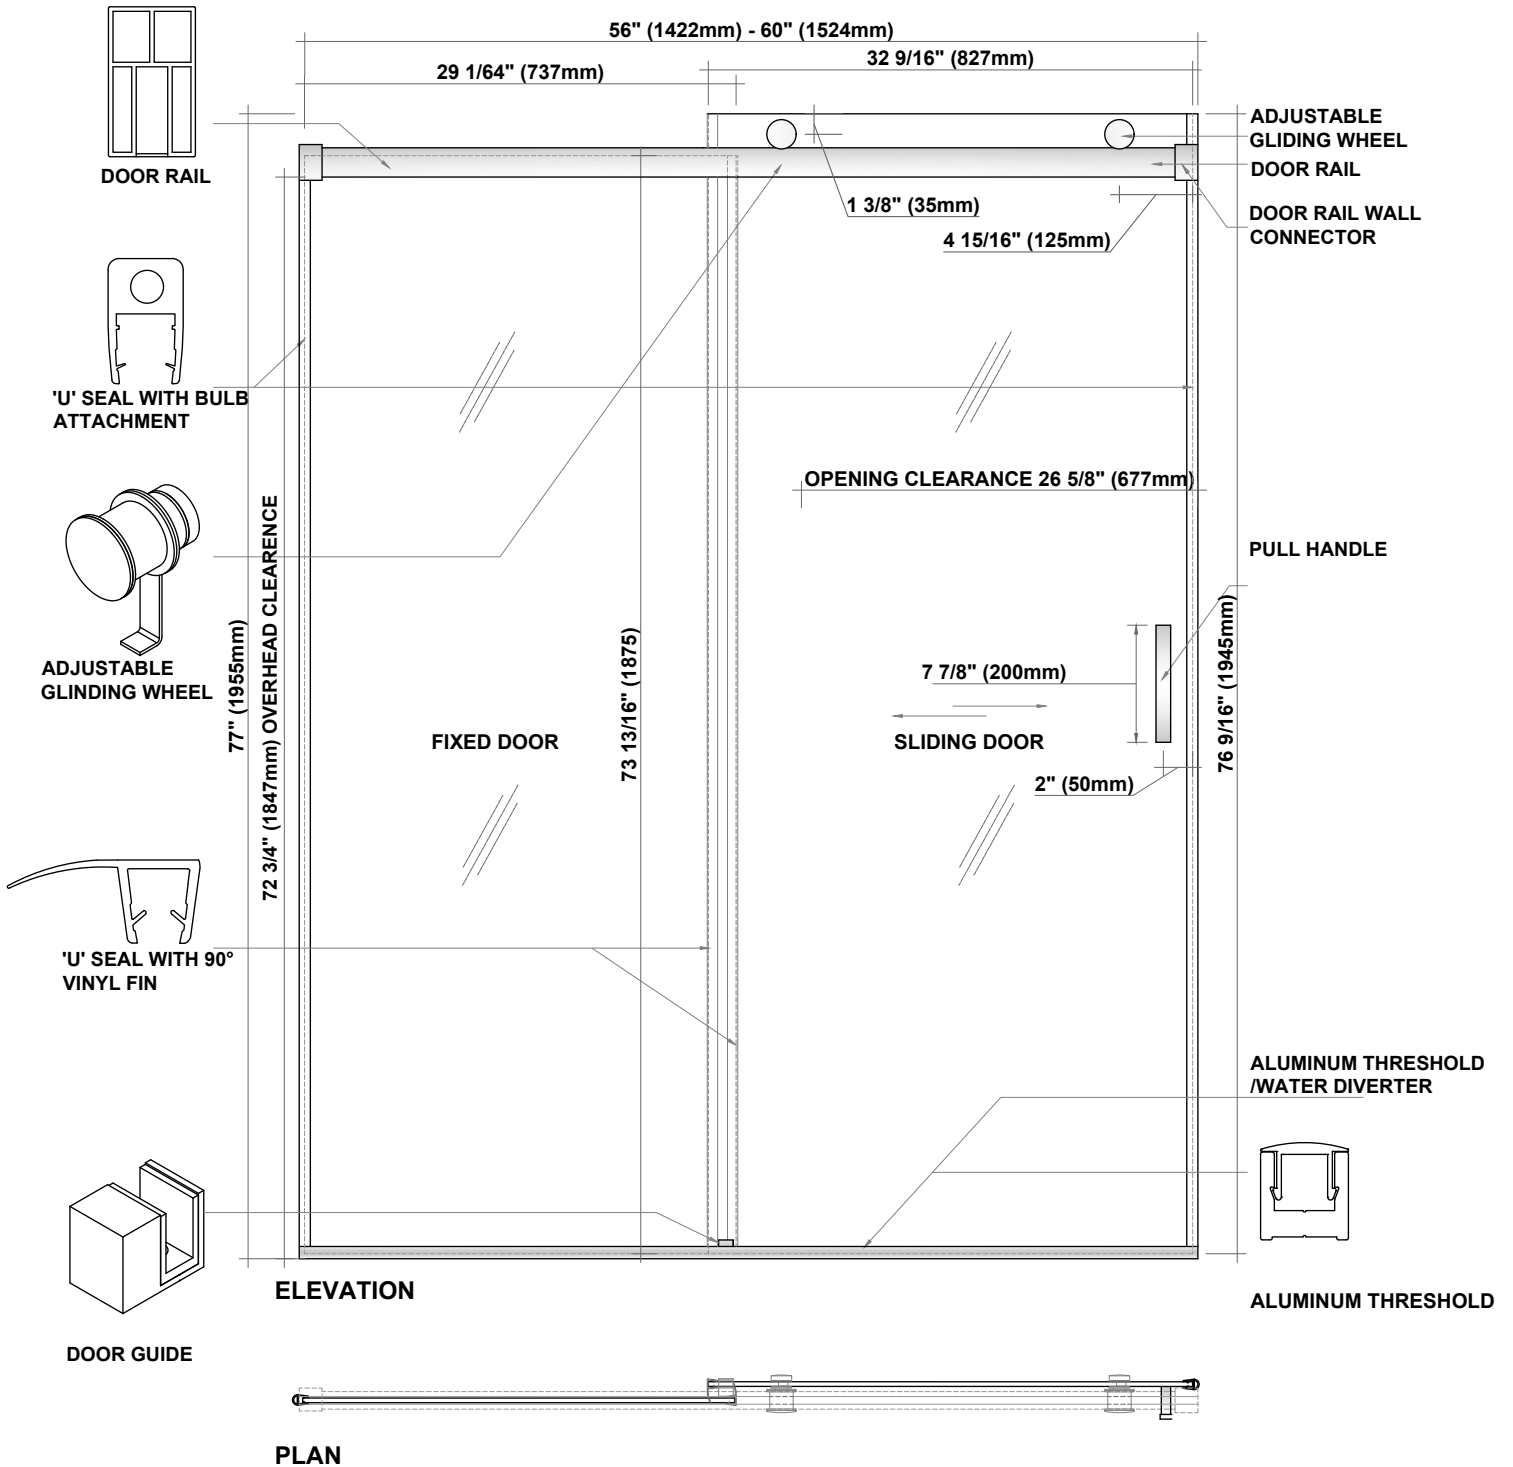 56" (1422mm) - 60" (1524mm)
32 9/16" (827mm)
29 1/64" (737mm)
DOOR RAIL
ADJUSTABLE
GLIDING WHEEL
DOOR RAIL
1 3/8" (35mm)
DOOR RAIL WALL
CONNECTOR
4 15/16" (125mm)
'U' SEAL WITH BULB
ATTACHMENT
OPENING CLEARANCE 26 5/8" (677mm)
PULL HANDLE
ADJUSTABLE
GLINDING WHEEL
77" (1955mm)
72 3/4" (1847mm) OVERHEAD CLEARENCE
73 13/16" (1875)
76 9/16" (1945mm)
7 7/8" (200mm)
FIXED DOOR
SLIDING DOOR
2" (50mm)
'U' SEAL WITH 90°
VINYL FIN
ALUMINUM THRESHOLD
/WATER DIVERTER
ELEVATION
ALUMINUM THRESHOLD
DOOR GUIDE
PLAN